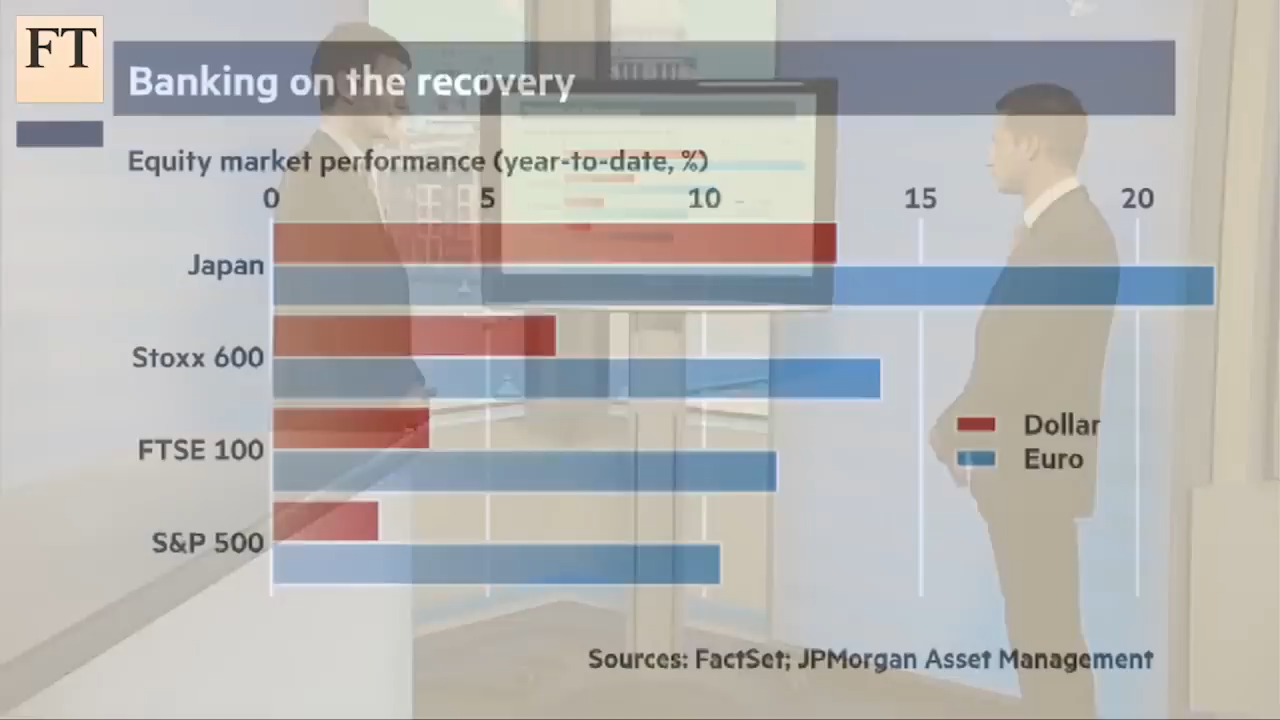 FT
Banking on the recovery
Equity market performance (year-to-date, %)
0 5 10 15 20
Japan
Stoxx 600
FTSE 100
S&P 500
Dollar
Euro
Sources: FactSet; JPMorgan Asset Management